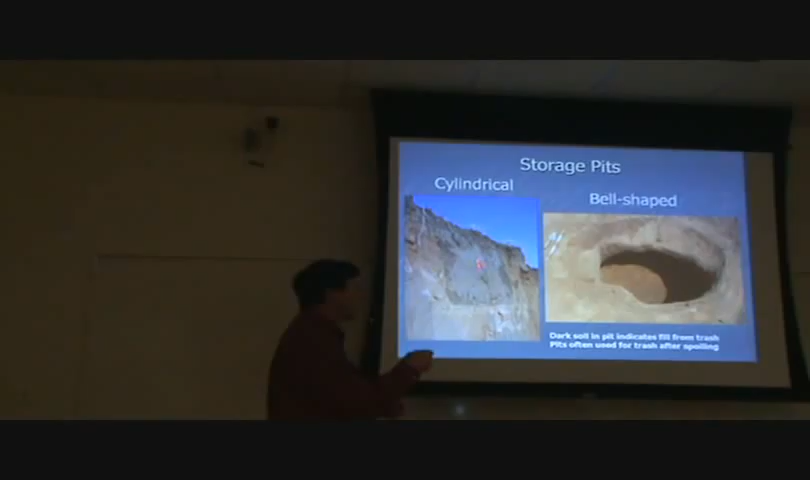 Storage Pits
Cylindrical
Bell-shaped
Dark soil in pit indicates fill from trash
Pits often used for trash after spoiling